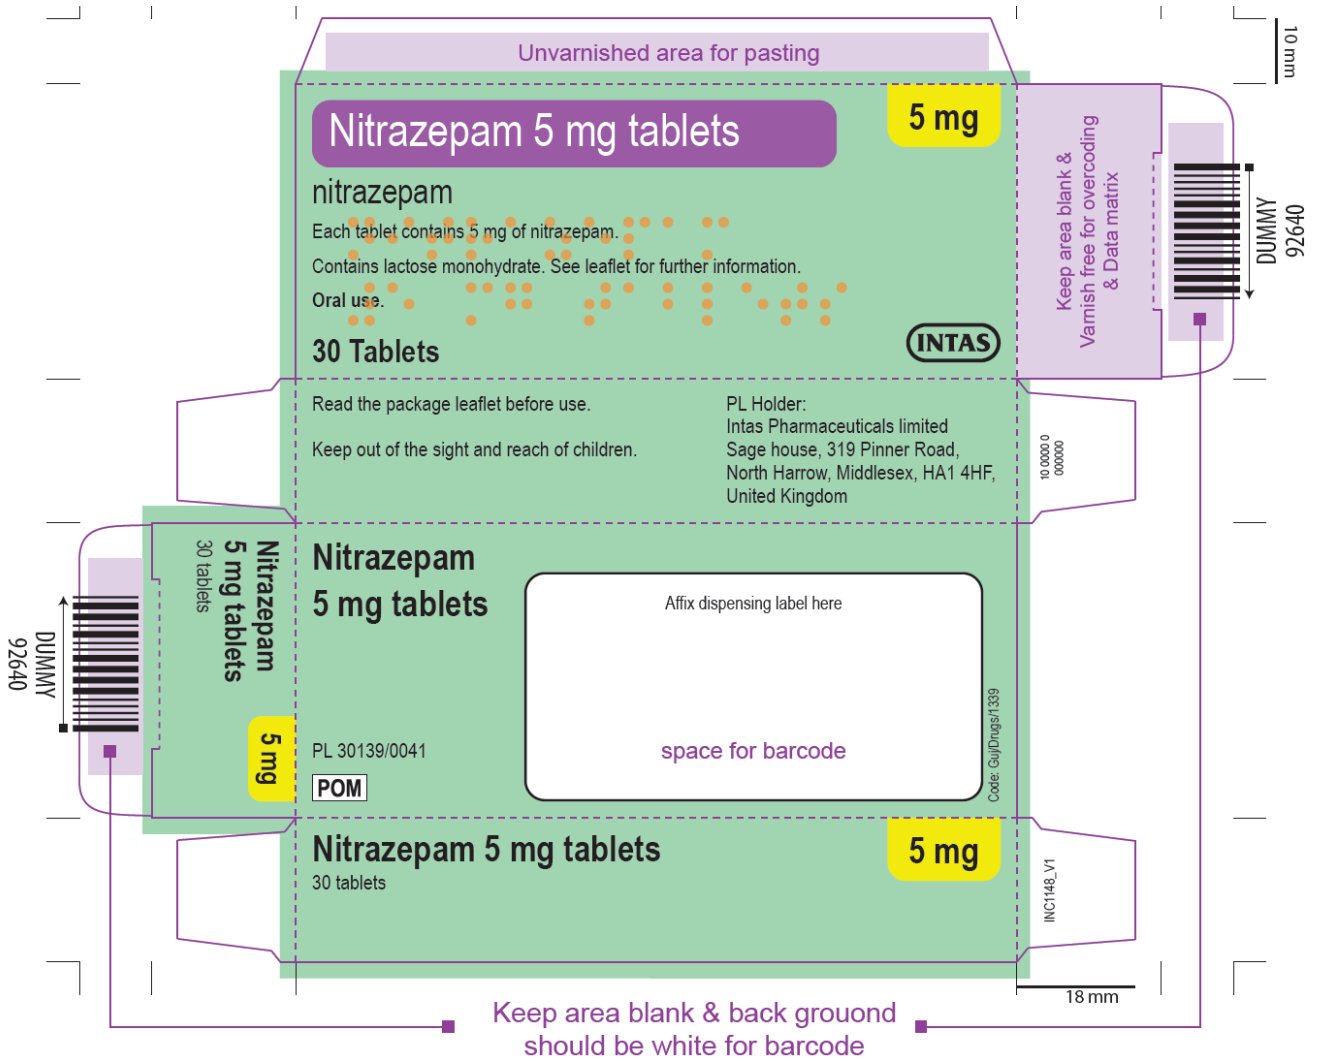 Unvarnished area for pasting
10 mm
Nitrazepam 5 mg tablets
5 mg
nitrazepam
Each tablet contains 5 mg of nitrazepam.
Contains lactose monohydrate. See leaflet for further information.
Oral use.
30 Tablets
INTAS
Keep area blank &
Varnish free for overcoding
& Data matrix
DUMMY
92640
Read the package leaflet before use.
Keep out of the sight and reach of children.
PL Holder:
Intas Pharmaceuticals limited
Sage house, 319 Pinner Road,
North Harrow, Middlesex, HA1 4HF,
United Kingdom
10 0000 0
000000
Nitrazepam
5 mg tablets
30 tablets
5 mg
DUMMY
92640
Nitrazepam
5 mg tablets
PL 30139/0041
POM
Affix dispensing label here
space for barcode
Code: Guj/Drugs/1339
Nitrazepam 5 mg tablets
30 tablets
5 mg
INC1148_V1
18 mm
Keep area blank & back grouond
should be white for barcode